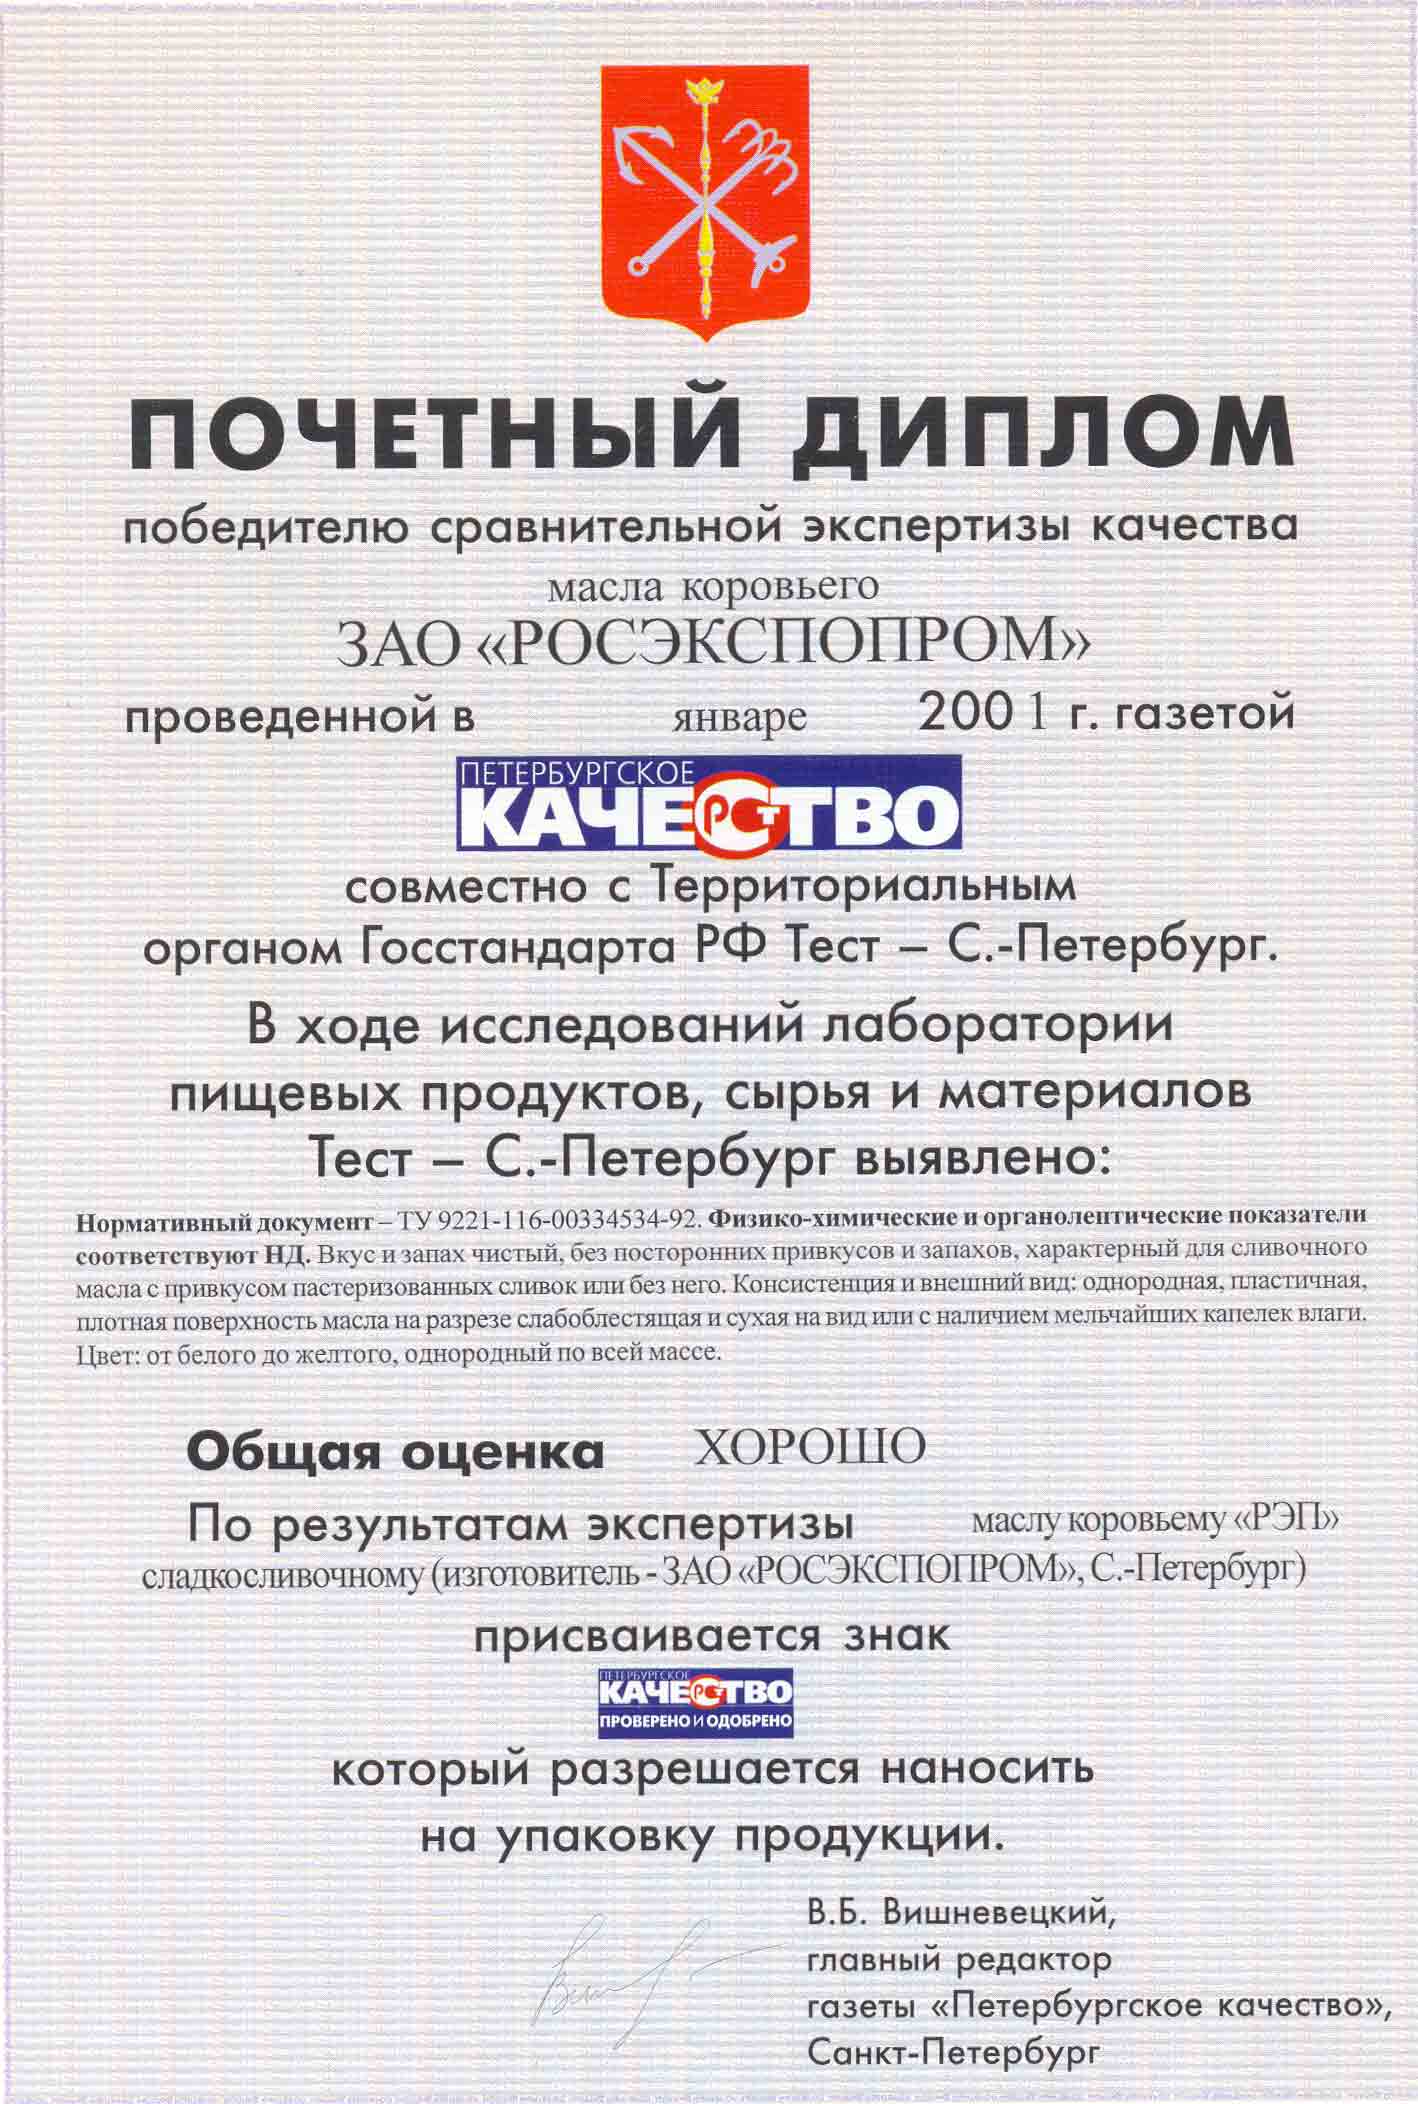 ПОЧЕТНЫЙ ДИПЛОМ
победителю сравнительной экспертизы качества
масла коровьего
ЗАО «РОСЭКСПОПРОМ»
проведенной в январе 2001 г. газетой
ПЕТЕРБУРГСКОЕ
КАЧЕСТВО
совместно с Территориальным
органом Госстандарта РФ Тест – С.-Петербург.
В ходе исследований лаборатории
пищевых продуктов, сырья и материалов
Тест – С.-Петербург выявлено:
Нормативный документ – ТУ 9221-116-00334534-92. Физико-химические и органолептические показатели
соответствуют НД. Вкус и запах чистый, без посторонних привкусов и запахов, характерный для сливочного
масла с привкусом пастеризованных сливок или без него. Консистенция и внешний вид: однородная, пластичная,
плотная поверхность масла на разрезе слабоблестящая и сухая на вид или с наличием мельчайших капелек влаги.
Цвет: от белого до желтого, однородный по всей массе.
Общая оценка ХОРОШО
По результатам экспертизы маслу коровьему «РЭП»
сладкосливочному (изготовитель - ЗАО «РОСЭКСПОПРОМ», С.-Петербург)
присваивается знак
ПЕТЕРБУРГСКОЕ
КАЧЕСТВО
ПРОВЕРЕНО И ОДОБРЕНО
который разрешается наносить
на упаковку продукции.
В.Б. Вишневецкий,
главный редактор
газеты «Петербургское качество»,
Санкт-Петербург